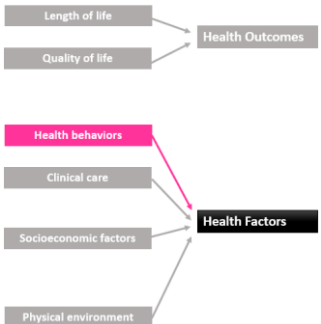 Length of life
Health Outcomes
Quality of life
Health behaviors
Clinical care
Health Factors
Socioeconomic factors
Physical environment